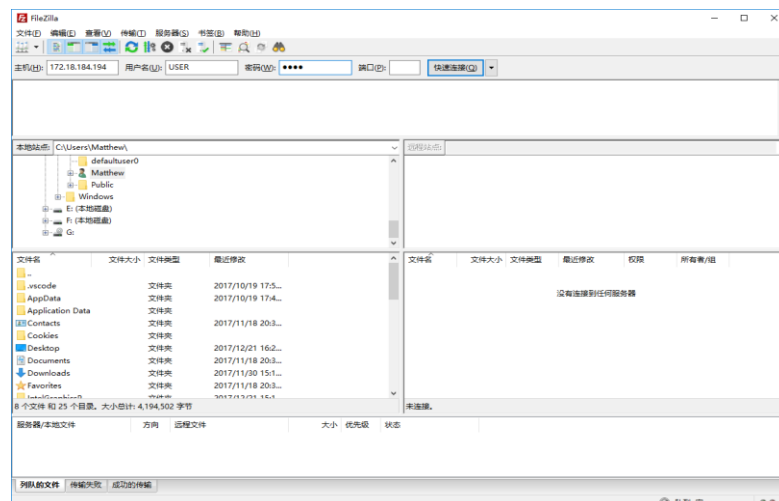 FileZilla
文件(F) 编辑(E) 查看(V) 传输(T) 服务器(S) 书签(B) 帮助(H)
主机(H): 172.18.184.194 用户名(U): USER 密码(W): ●●●● 端口(P): 快速连接(Q)
本地站点: C:\Users\Matthew\ 远程站点:
defaultuser0
Matthew
Public
Windows
E: (本地磁盘)
F: (本地磁盘)
G:
文件名 文件大小 文件类型 最近修改 文件名 文件大小 文件类型 最近修改 权限 所有者/组
..
.vscode 文件夹 2017/10/19 17:5...
AppData 文件夹 2017/10/19 17:4...
Application Data 文件夹
Contacts 文件夹 2017/11/18 20:3...
Cookies 文件夹
Desktop 文件夹 2017/12/21 16:2...
Documents 文件夹 2017/11/18 20:3...
Downloads 文件夹 2017/11/30 15:1...
Favorites 文件夹 2017/11/18 20:3...
IntelGraphicsP... 文件夹 2017/12/21 15:1...
没有连接到任何服务器
8 个文件 和 25 个目录。大小总计: 4,194,502 字节 未连接。
服务器/本地文件 方向 远程文件 大小 优先级 状态
列队的文件 传输失败 成功的传输